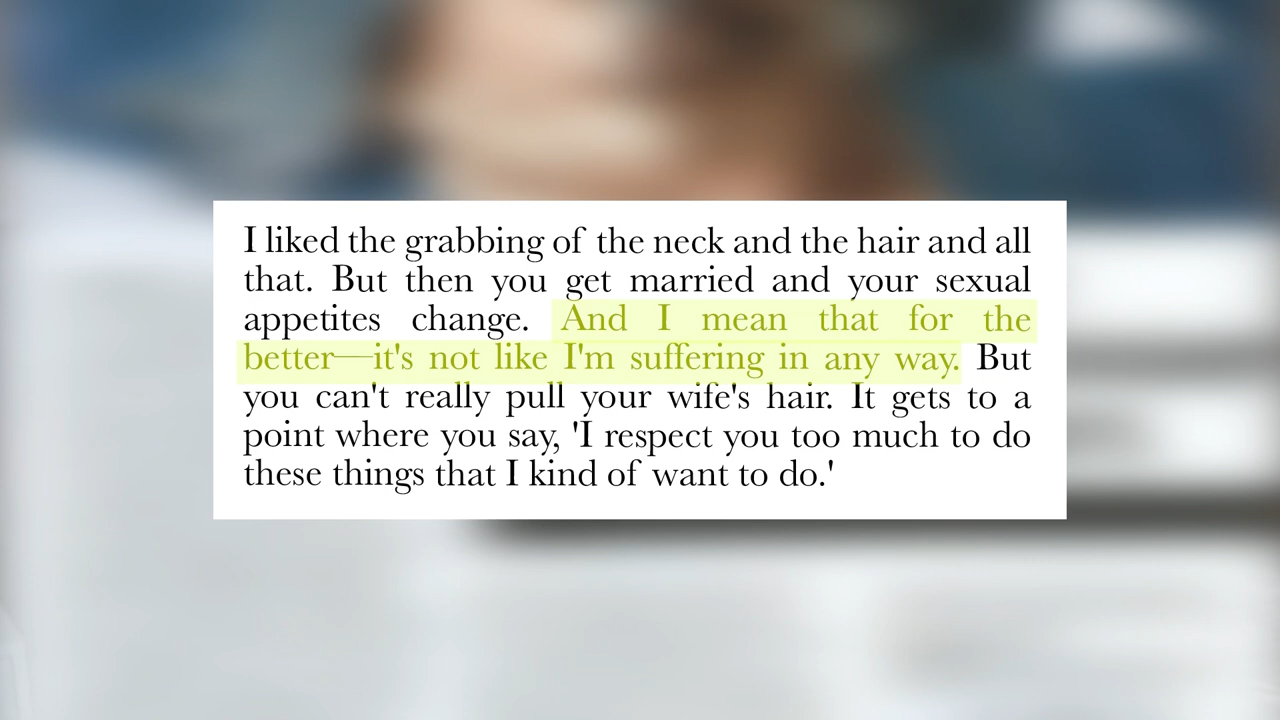 I liked the grabbing of the neck and the hair and all
that. But then you get married and your sexual
appetites change. And I mean that for the
better—it's not like I'm suffering in any way. But
you can't really pull your wife's hair. It gets to a
point where you say, 'I respect you too much to do
these things that I kind of want to do.'